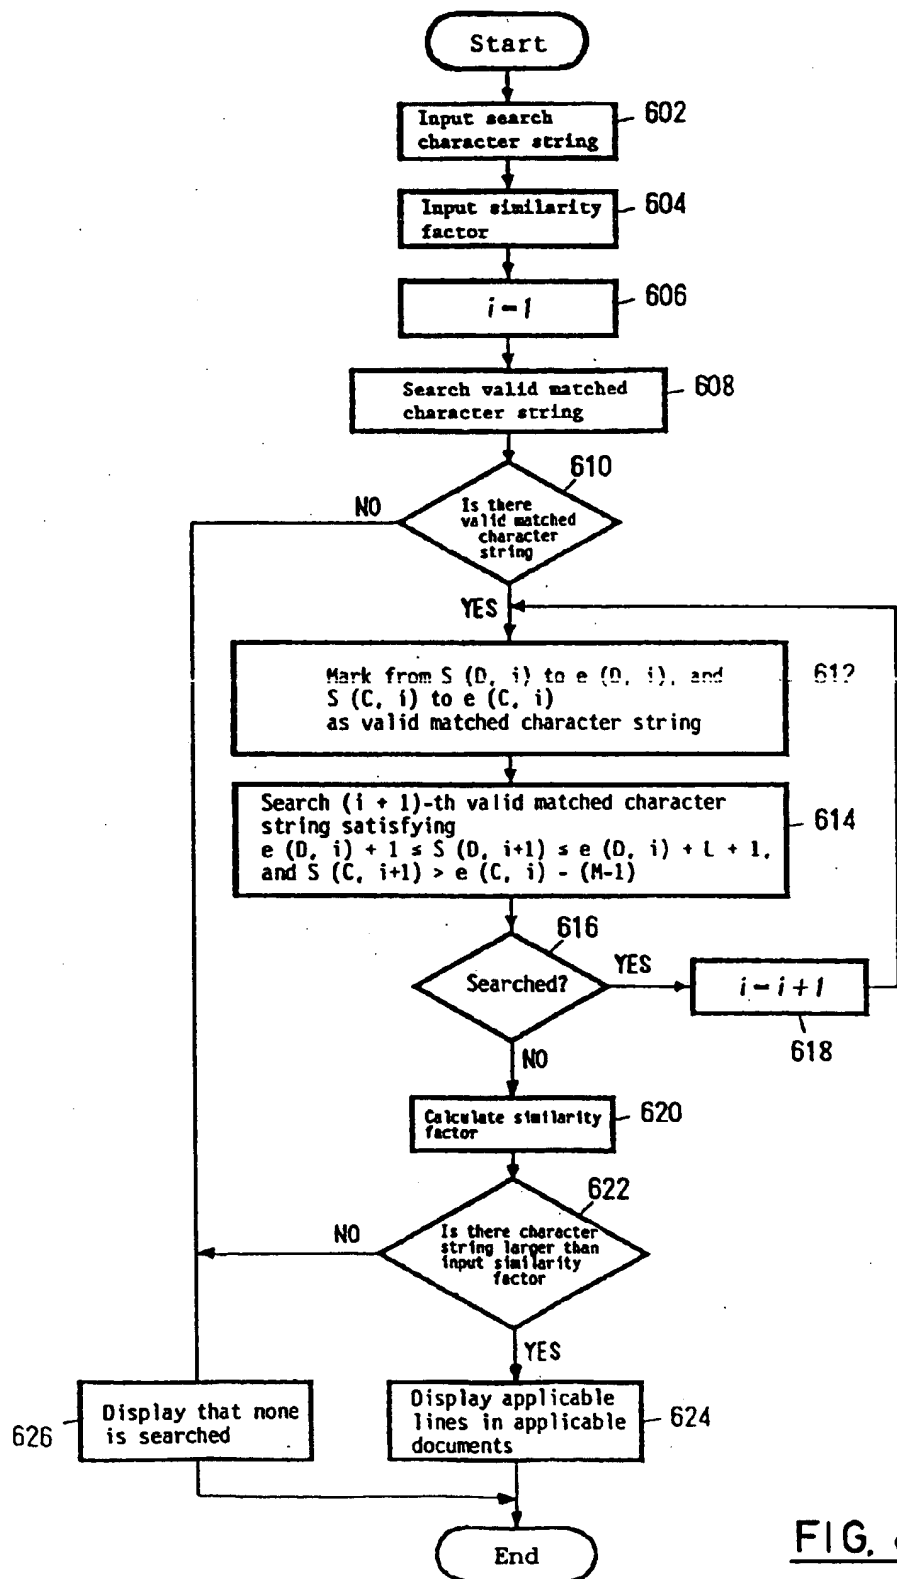 Start
Input search
character string
602
Input similarity
factor
604
i = 1
606
Search valid matched
character string
608
610
Is there
valid matched
character
string
NO
YES
Mark from S (D, i) to e (D, i), and
S (C, i) to e (C, i)
as valid matched character string
612
Search (i + 1)-th valid matched character
string satisfying
e (D, i) + 1 ≤ S (D, i+1) ≤ e (D, i) + L + 1,
and S (C, i+1) > e (C, i) - (M-1)
614
616
Searched?
YES
i = i + 1
618
NO
Calculate similarity
factor
620
622
Is there character
string larger than
input similarity
factor
NO
YES
Display that none
is searched
626
Display applicable
lines in applicable
documents
624
End
FIG.